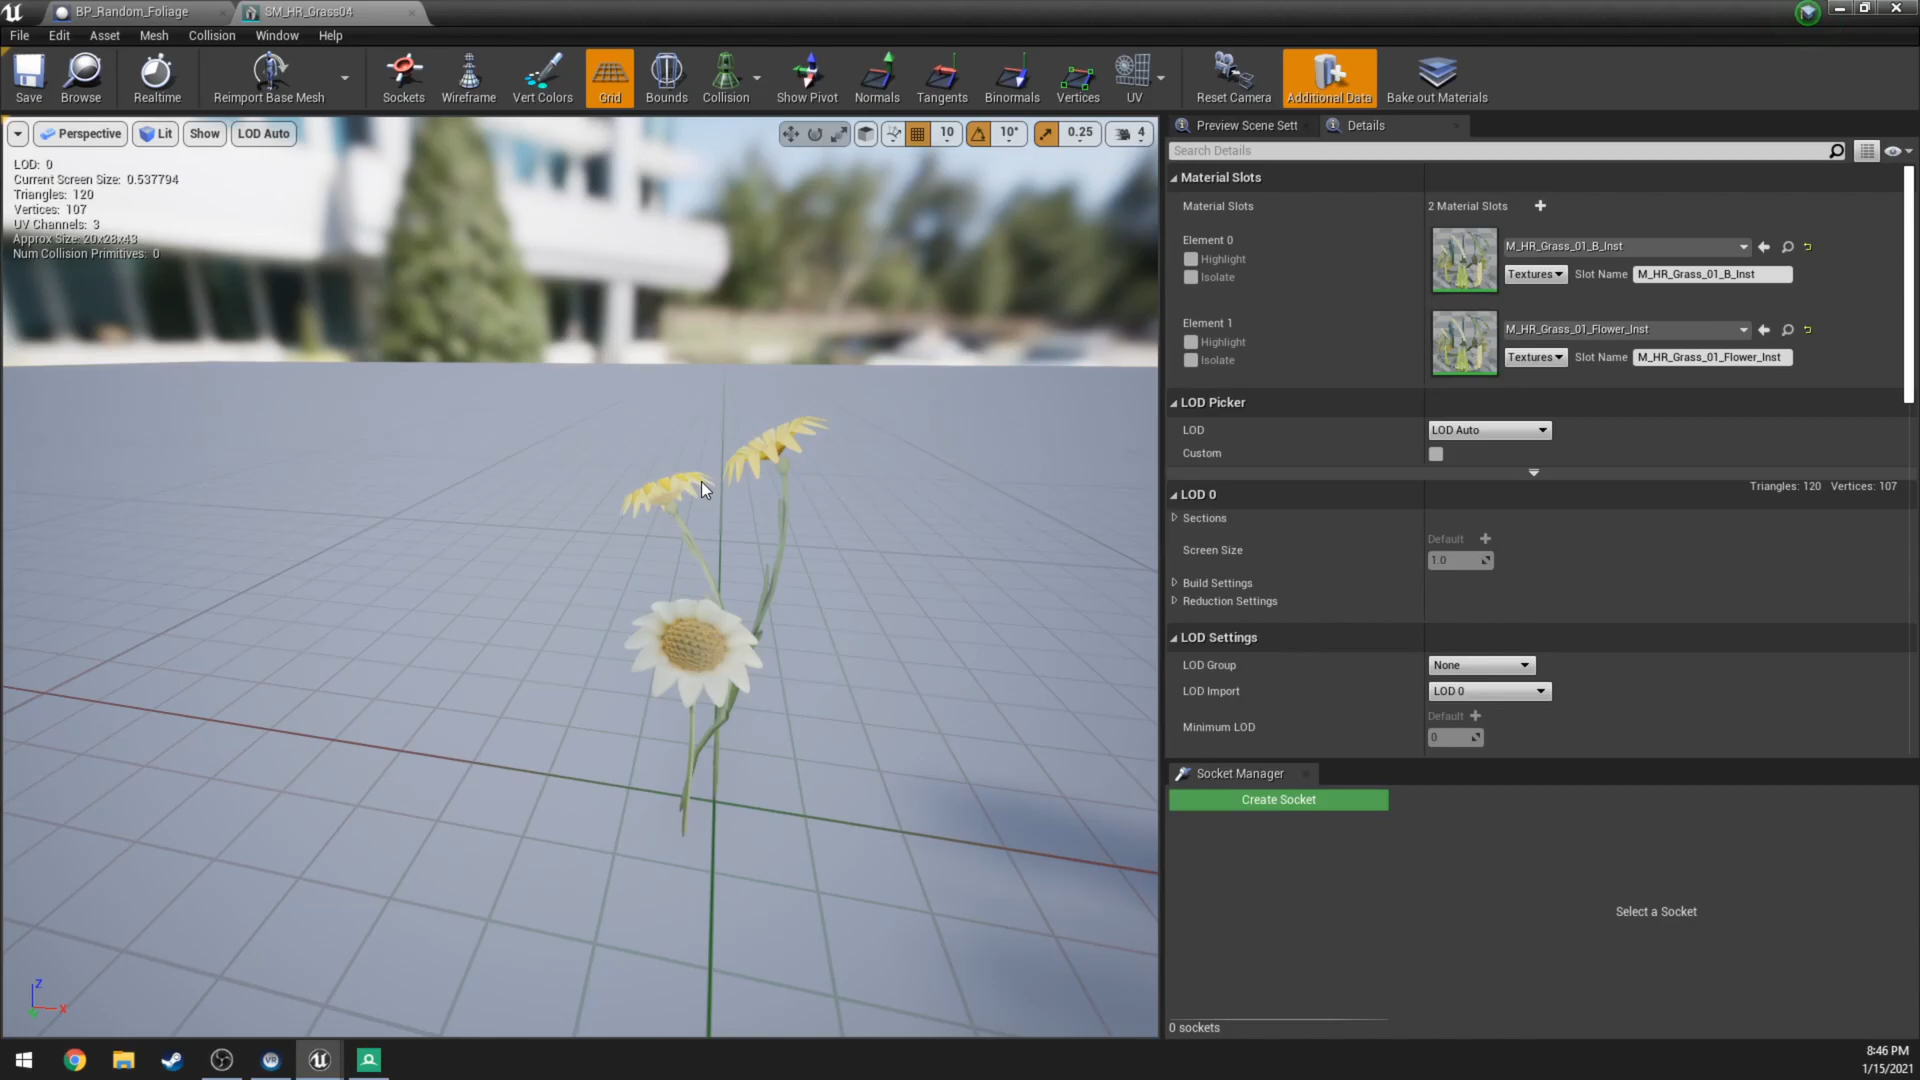 BP_Random_Foliage
SM_HR_Grass04
File Edit Asset Mesh Collision Window Help
Save Browse Realtime Reimport Base Mesh Sockets Wireframe Vert Colors Grid Bounds Collision Show Pivot Normals Tangents Binormals Vertices UV Reset Camera Additional Data Bake out Materials
Perspective Lit Show LOD Auto 10 10° 0.25 4
LOD: 0
Current Screen Size: 0.537794
Triangles: 120
Vertices: 107
UV Channels: 3
Approx Size: 20x28x43
Num Collision Primitives: 0
Z
X
Preview Scene Sett Details
Search Details
Material Slots
Material Slots 2 Material Slots
Element 0 M_HR_Grass_01_B_Inst
Highlight
Isolate Textures Slot Name M_HR_Grass_01_B_Inst
Element 1 M_HR_Grass_01_Flower_Inst
Highlight
Isolate Textures Slot Name M_HR_Grass_01_Flower_Inst
LOD Picker
LOD LOD Auto
Custom
LOD 0 Triangles: 120 Vertices: 107
Sections
Default
Screen Size 1.0
Build Settings
Reduction Settings
LOD Settings
LOD Group None
LOD Import LOD 0
Default
Minimum LOD 0
Socket Manager
Create Socket
Select a Socket
0 sockets
8:46 PM
1/15/2021